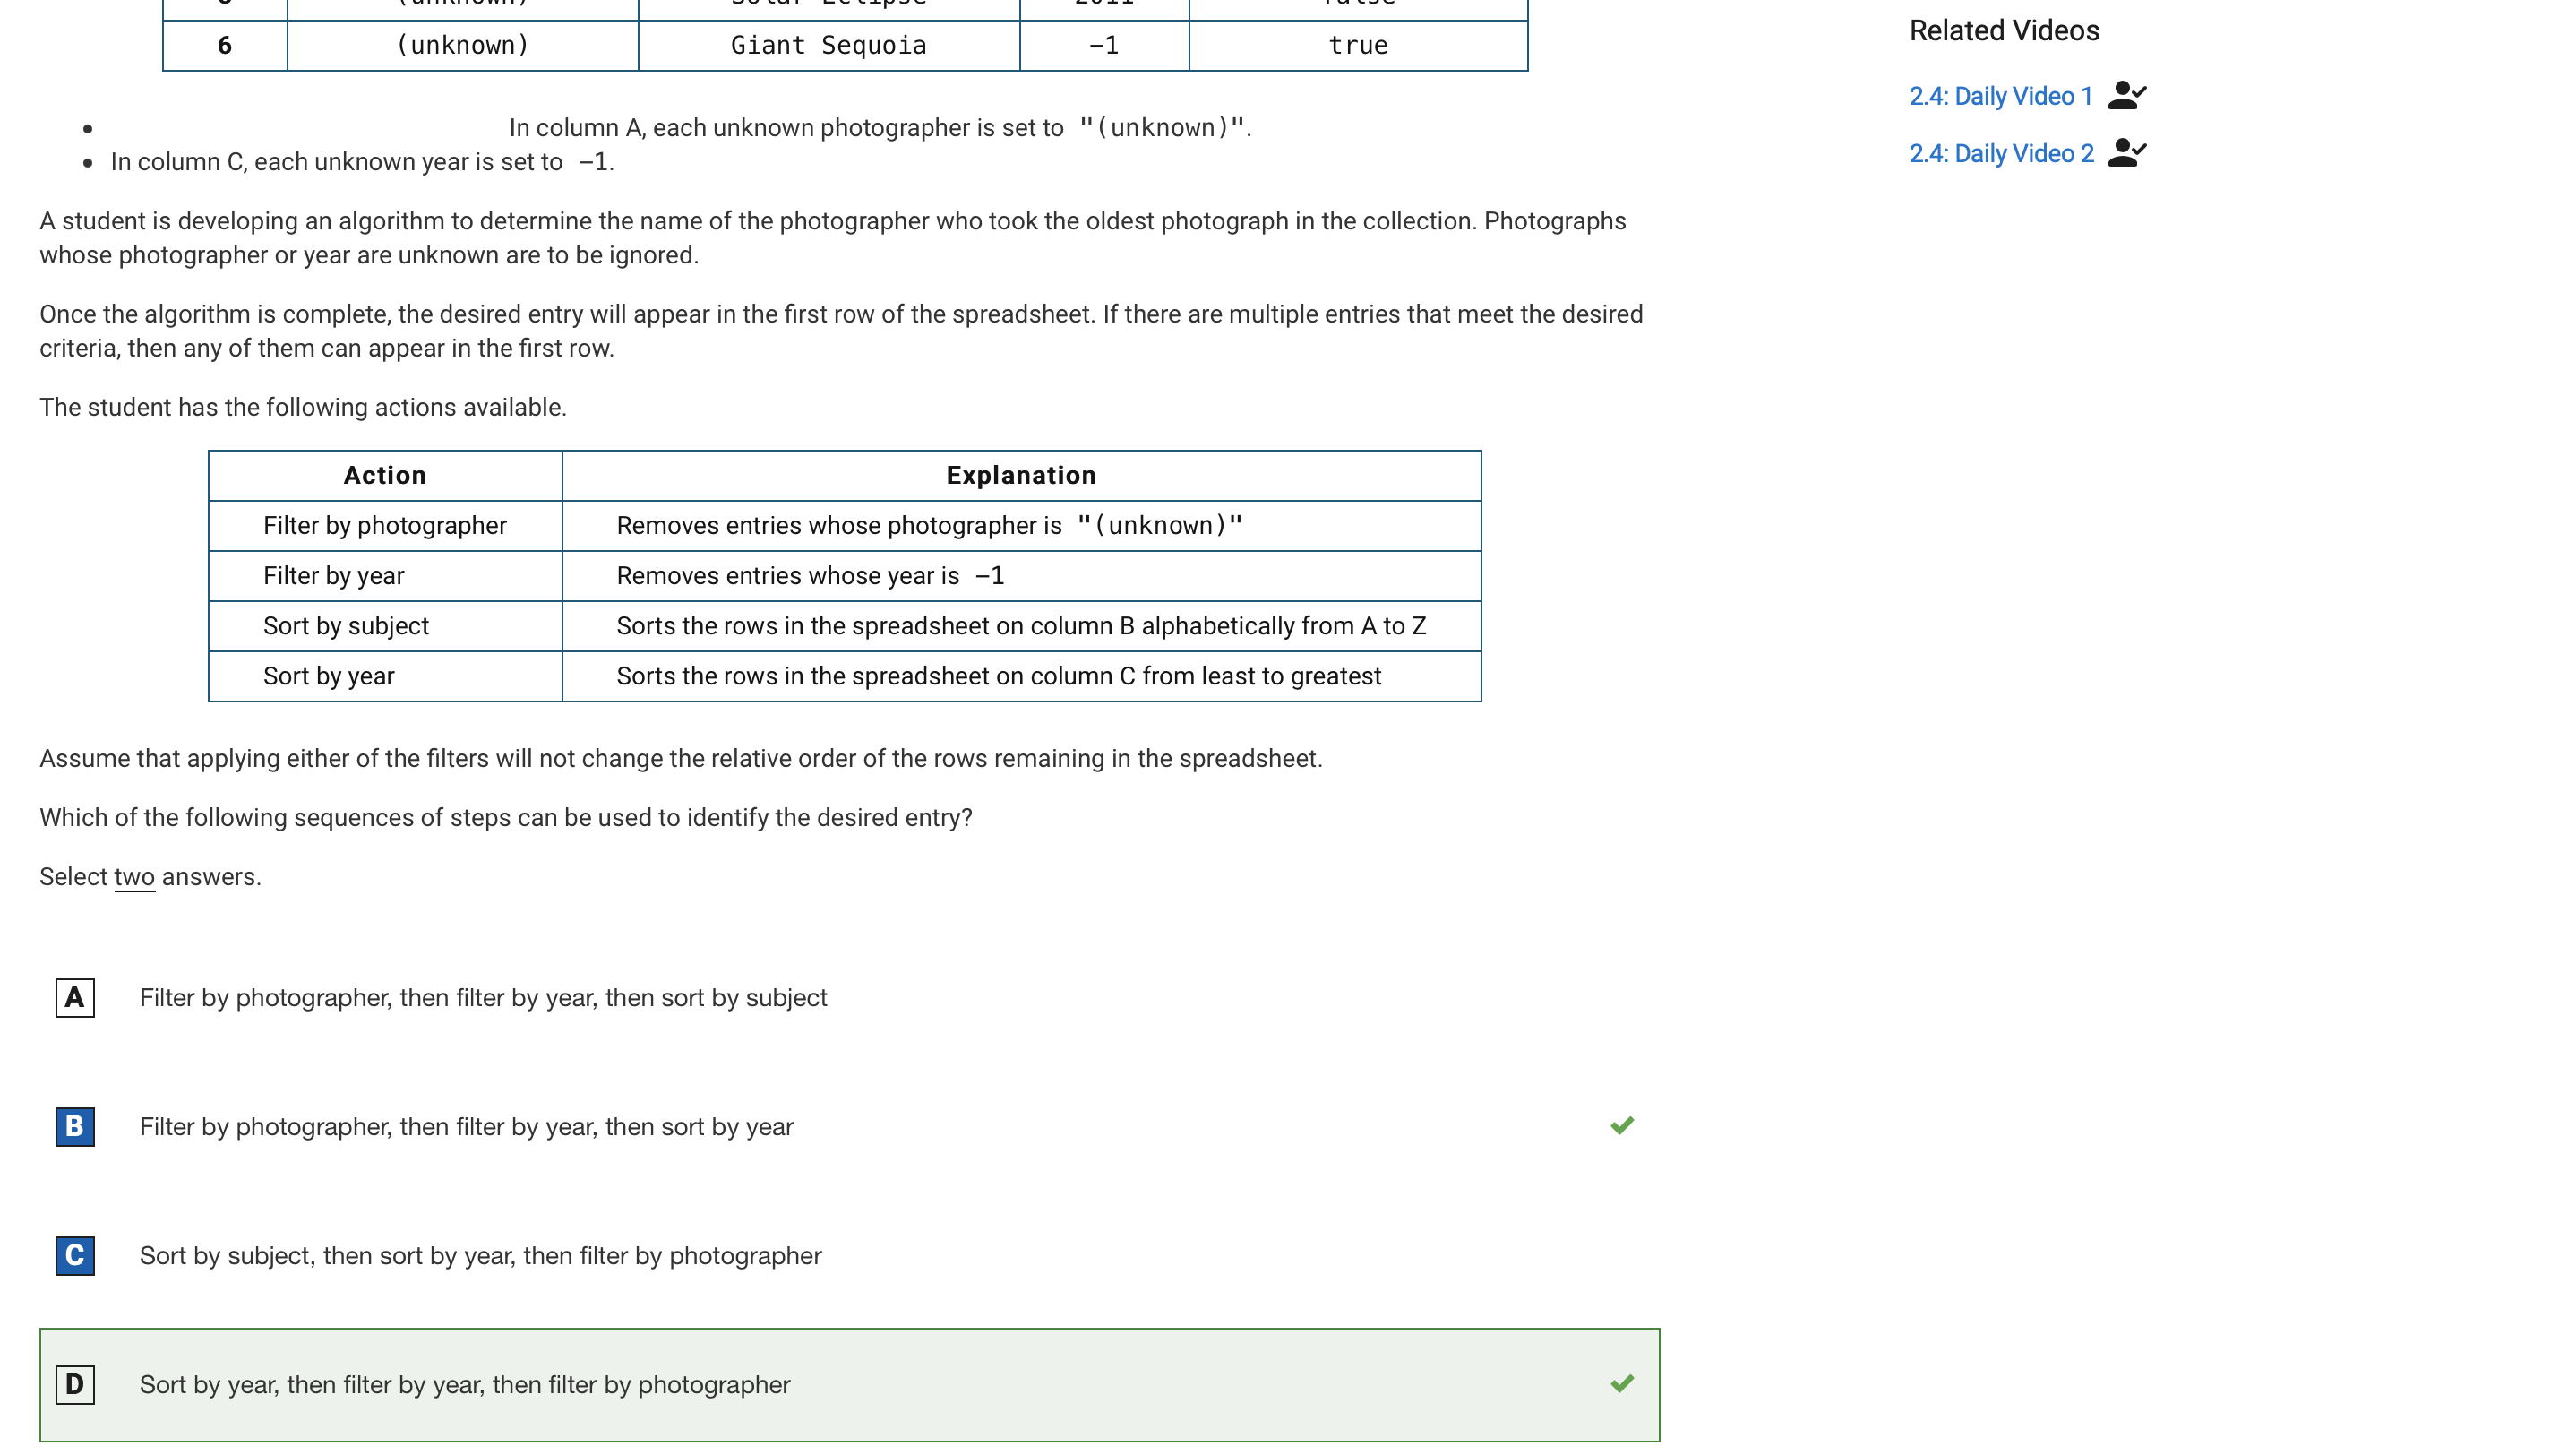 6 (unknown) Giant Sequoia −1 true
Related Videos
2.4: Daily Video 1
2.4: Daily Video 2
• In column A, each unknown photographer is set to "(unknown)".
• In column C, each unknown year is set to −1.
A student is developing an algorithm to determine the name of the photographer who took the oldest photograph in the collection. Photographs
whose photographer or year are unknown are to be ignored.
Once the algorithm is complete, the desired entry will appear in the first row of the spreadsheet. If there are multiple entries that meet the desired
criteria, then any of them can appear in the first row.
The student has the following actions available.
Action Explanation
Filter by photographer Removes entries whose photographer is "(unknown)"
Filter by year Removes entries whose year is −1
Sort by subject Sorts the rows in the spreadsheet on column B alphabetically from A to Z
Sort by year Sorts the rows in the spreadsheet on column C from least to greatest
Assume that applying either of the filters will not change the relative order of the rows remaining in the spreadsheet.
Which of the following sequences of steps can be used to identify the desired entry?
Select two answers.
A Filter by photographer, then filter by year, then sort by subject
B Filter by photographer, then filter by year, then sort by year
C Sort by subject, then sort by year, then filter by photographer
D Sort by year, then filter by year, then filter by photographer